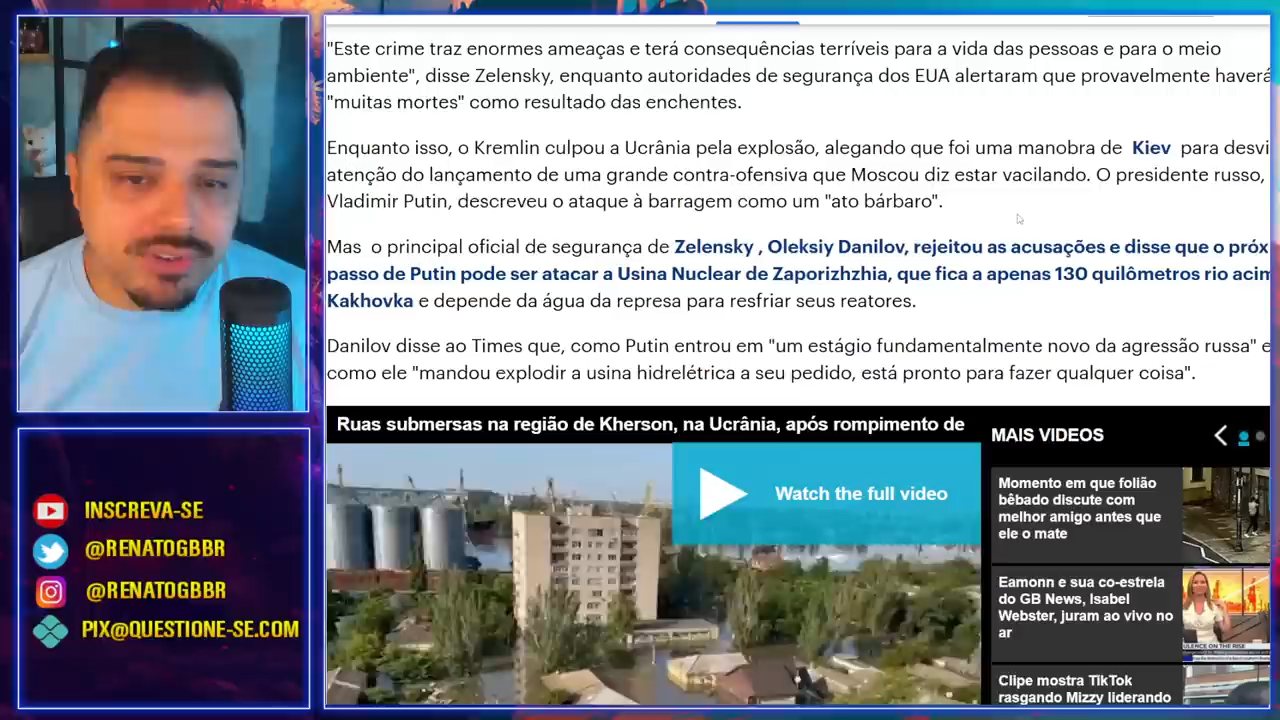 "Este crime traz enormes ameaças e terá consequências terríveis para a vida das pessoas e para o meio
ambiente", disse Zelensky, enquanto autoridades de segurança dos EUA alertaram que provavelmente haverá
"muitas mortes" como resultado das enchentes.
Enquanto isso, o Kremlin culpou a Ucrânia pela explosão, alegando que foi uma manobra de Kiev para desvi
atenção do lançamento de uma grande contra-ofensiva que Moscou diz estar vacilando. O presidente russo,
Vladimir Putin, descreveu o ataque à barragem como um "ato bárbaro".
Mas o principal oficial de segurança de Zelensky , Oleksiy Danilov, rejeitou as acusações e disse que o próx
passo de Putin pode ser atacar a Usina Nuclear de Zaporizhzhia, que fica a apenas 130 quilômetros rio acim
Kakhovka e depende da água da represa para resfriar seus reatores.
Danilov disse ao Times que, como Putin entrou em "um estágio fundamentalmente novo da agressão russa" e
como ele "mandou explodir a usina hidrelétrica a seu pedido, está pronto para fazer qualquer coisa".
Ruas submersas na região de Kherson, na Ucrânia, após rompimento de
Watch the full video
MAIS VIDEOS
Momento em que folião
bêbado discute com
melhor amigo antes que
ele o mate
Eamonn e sua co-estrela
do GB News, Isabel
Webster, juram ao vivo no
ar
ULENCE ON THE RISE
Clipe mostra TikTok
rasgando Mizzy liderando
INSCREVA-SE
@RENATOGBBR
@RENATOGBBR
PIX@QUESTIONE-SE.COM